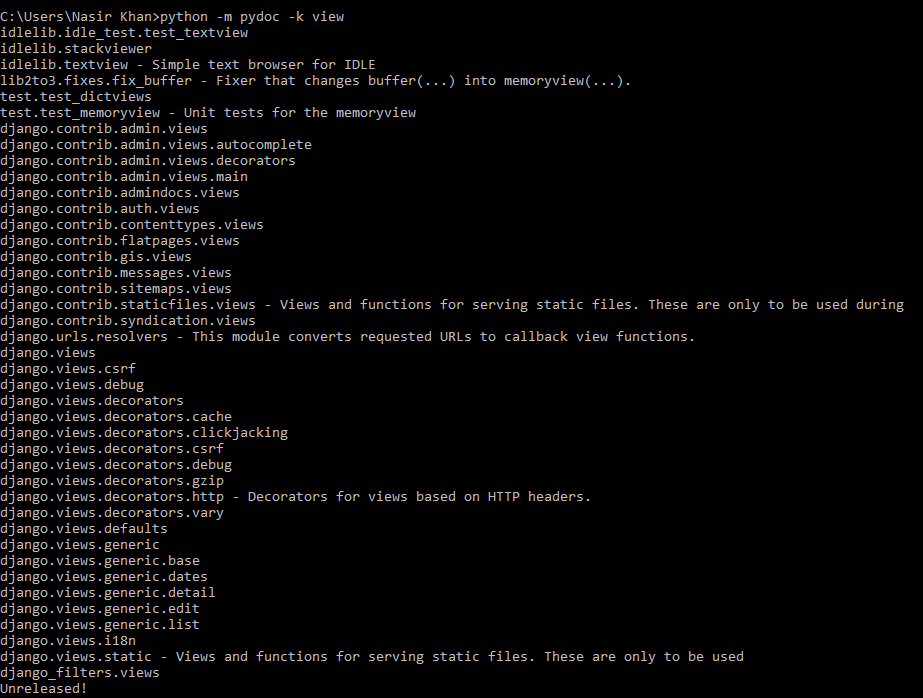 C:\Users\Nasir Khan>python -m pydoc -k view
idlelib.idle_test.test_textview
idlelib.stackviewer
idlelib.textview - Simple text browser for IDLE
lib2to3.fixes.fix_buffer - Fixer that changes buffer(...) into memoryview(...).
test.test_dictviews
test.test_memoryview - Unit tests for the memoryview
django.contrib.admin.views
django.contrib.admin.views.autocomplete
django.contrib.admin.views.decorators
django.contrib.admin.views.main
django.contrib.admindocs.views
django.contrib.auth.views
django.contrib.contenttypes.views
django.contrib.flatpages.views
django.contrib.gis.views
django.contrib.messages.views
django.contrib.sitemaps.views
django.contrib.staticfiles.views - Views and functions for serving static files. These are only to be used during
django.contrib.syndication.views
django.urls.resolvers - This module converts requested URLs to callback view functions.
django.views
django.views.csrf
django.views.debug
django.views.decorators
django.views.decorators.cache
django.views.decorators.clickjacking
django.views.decorators.csrf
django.views.decorators.debug
django.views.decorators.gzip
django.views.decorators.http - Decorators for views based on HTTP headers.
django.views.decorators.vary
django.views.defaults
django.views.generic
django.views.generic.base
django.views.generic.dates
django.views.generic.detail
django.views.generic.edit
django.views.generic.list
django.views.i18n
django.views.static - Views and functions for serving static files. These are only to be used
django_filters.views
Unreleased!